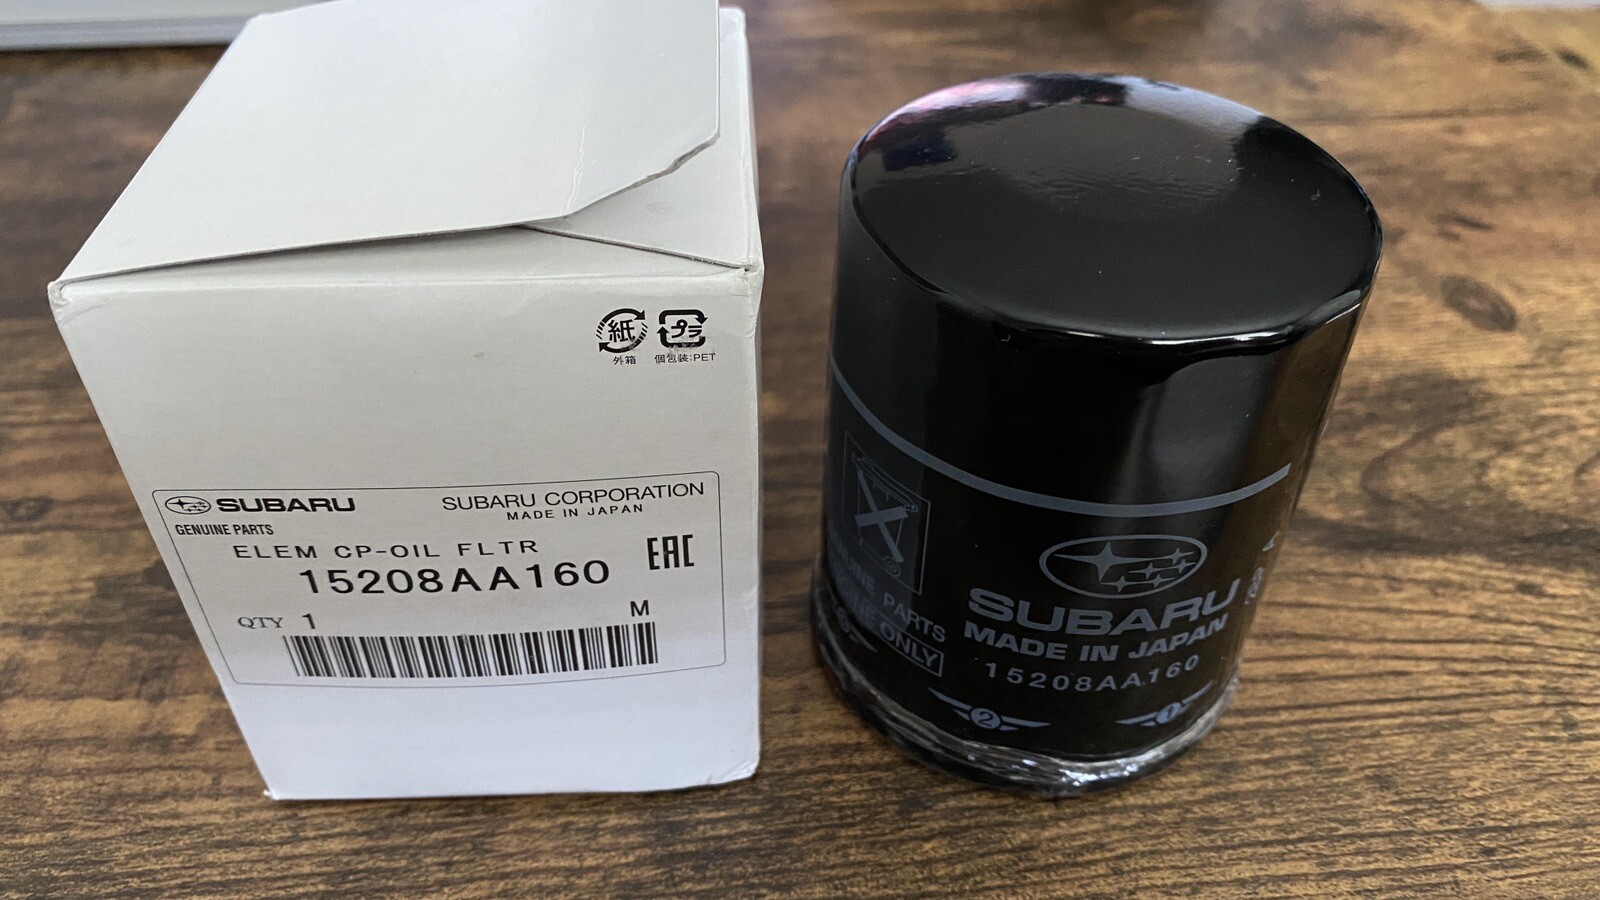 紙
外箱
プラ
個包装:PET
SUBARU
SUBARU CORPORATION
MADE IN JAPAN
GENUINE PARTS
ELEM CP-OIL FLTR
15208AA160
EAC
QTY 1
M
PARTS
ONLY
SUBARU
MADE IN JAPAN
15208AA160
2
1